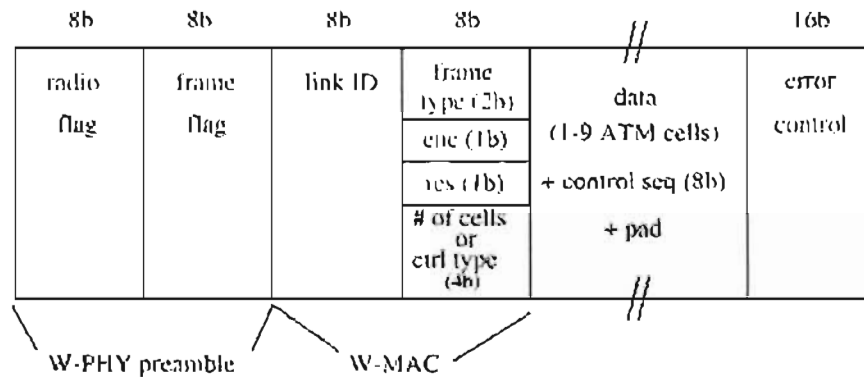 8b 8b 8b 8b 16b
radio flag
frame flag
link ID
frame type (2b)
enc (1b)
res (1b)
# of cells
or
ctrl type
(4b)
data
(1-9 ATM cells)
+ control seq (8b)
+ pad
error control
W-PHY preamble
W-MAC